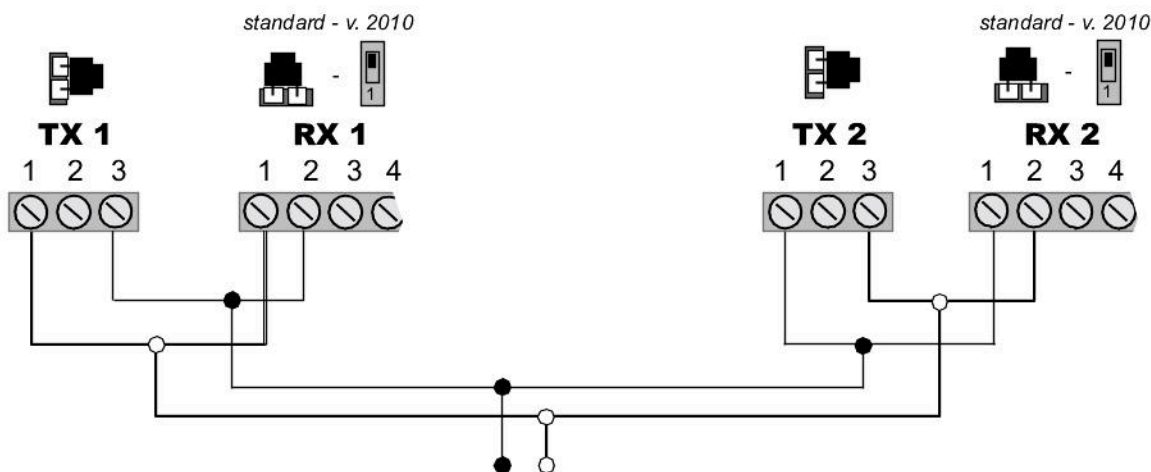 standard - v. 2010 standard - v. 2010
- 1 - 1
TX 1 RX 1 TX 2 RX 2
1 2 3 1 2 3 4 1 2 3 1 2 3 4